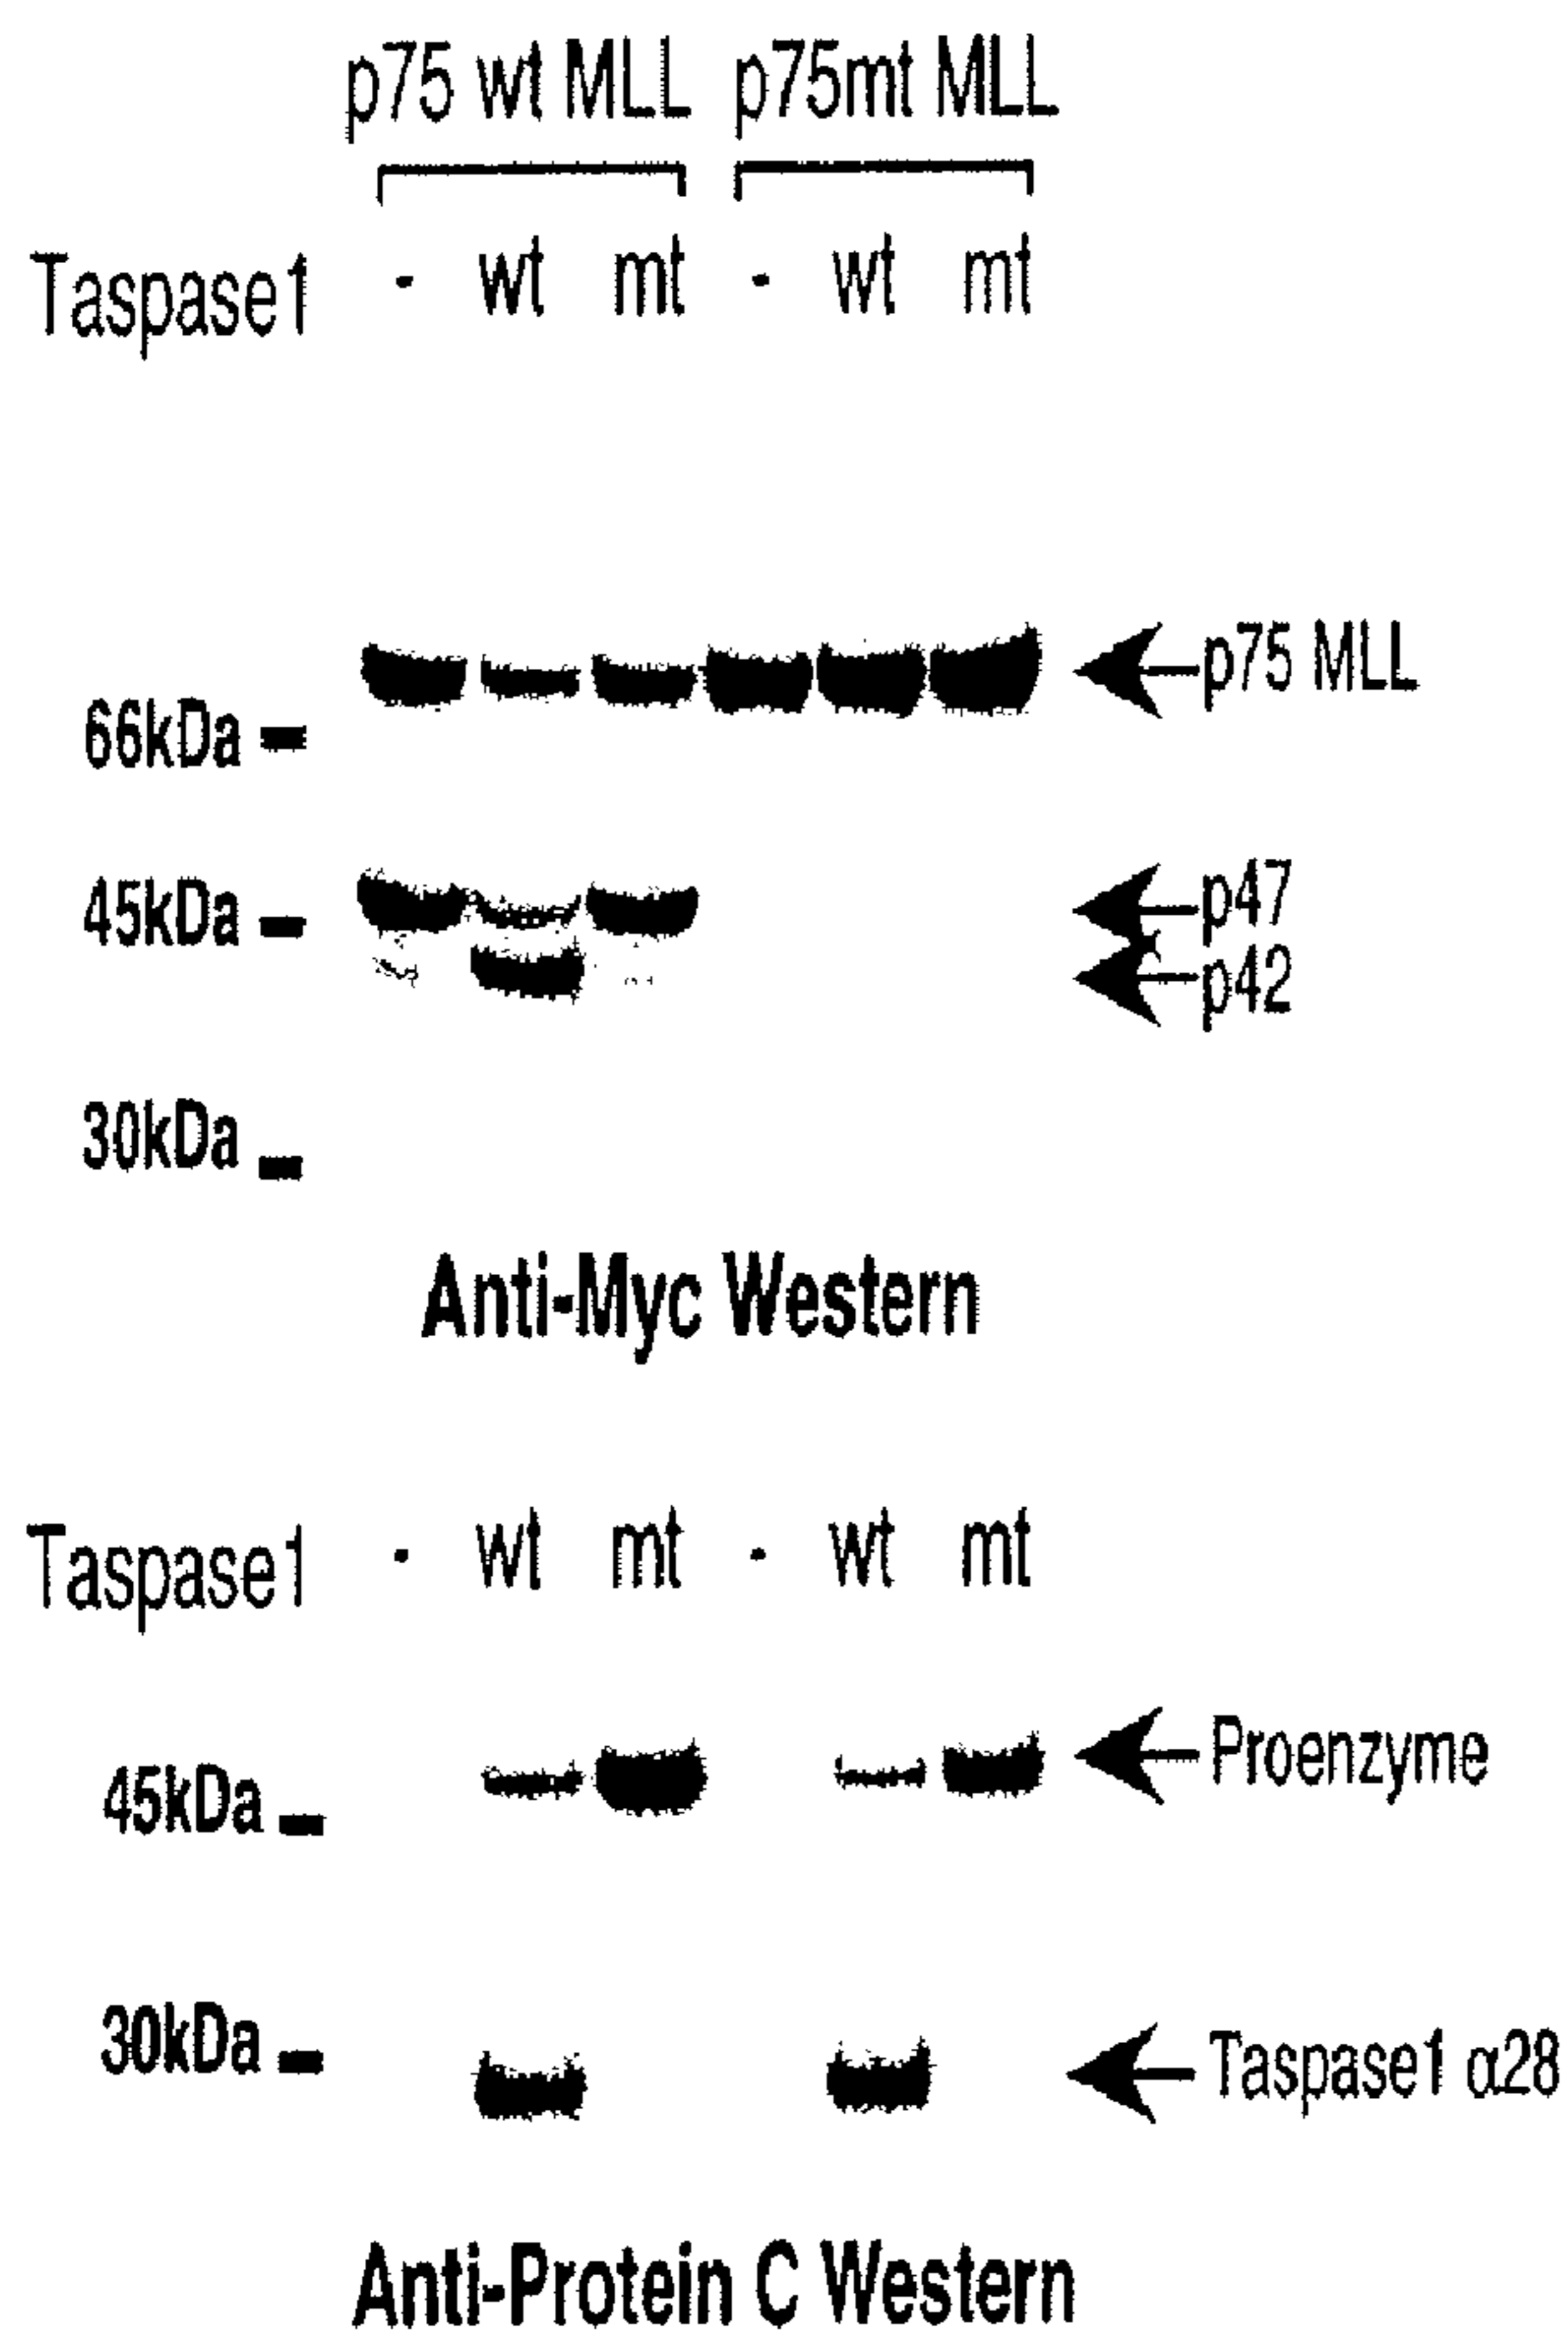 p75 wt MLL p75mt MLL
Taspase1 - wt mt - wt mt
p75 MLL
66kDa
45kDa p47
p42
30kDa
Anti-Myc Western
Taspase1 - wt mt - wt mt
Proenzyme
45kDa
30kDa Taspase1 α28
Anti-Protein C Western